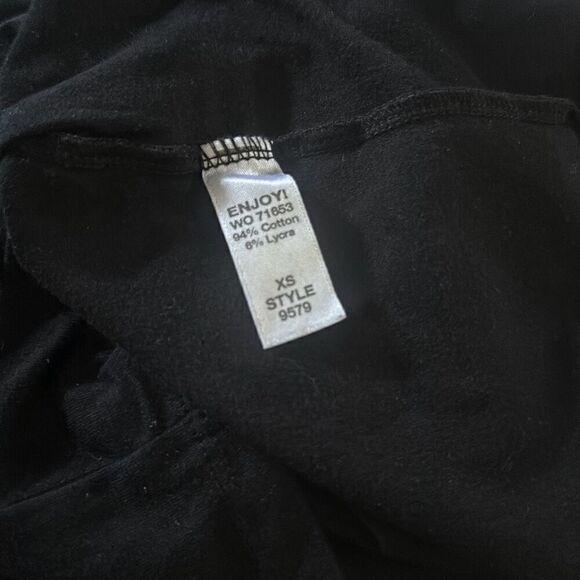 ENJOY!
WO 71653
94% Cotton
6% Lycra
XS
STYLE
9579